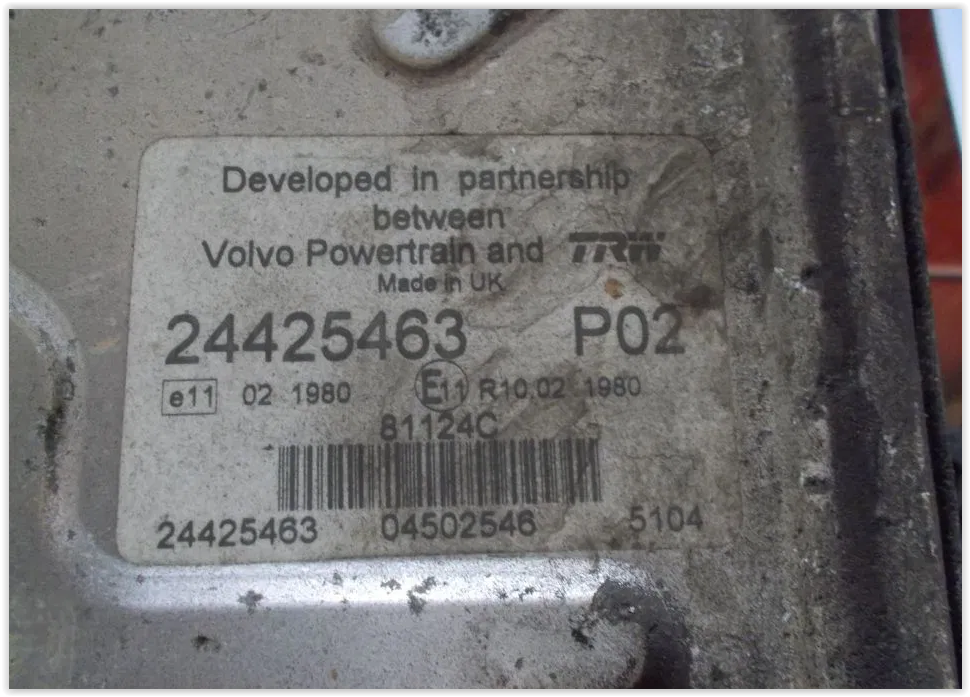 Developed in partnership
between
Volvo Powertrain and TRW
Made in UK
24425463 P02
e11 02 1980 E11 R10.02 1980
81124C
24425463 04502546 5104